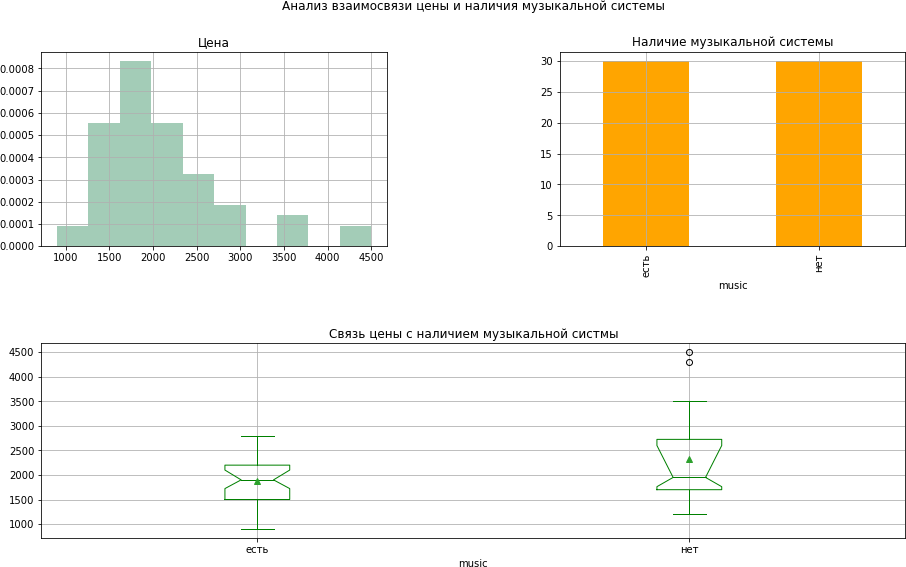 Анализ взаимосвязи цены и наличия музыкальной системы
Цена
0.0008
0.0007
0.0006
0.0005
0.0004
0.0003
0.0002
0.0001
0.0000
1000 1500 2000 2500 3000 3500 4000 4500
Наличие музыкальной системы
30
25
20
15
10
5
0
есть нет
music
Связь цены с наличием музыкальной систмы
4500
4000
3500
3000
2500
2000
1500
1000
есть нет
music